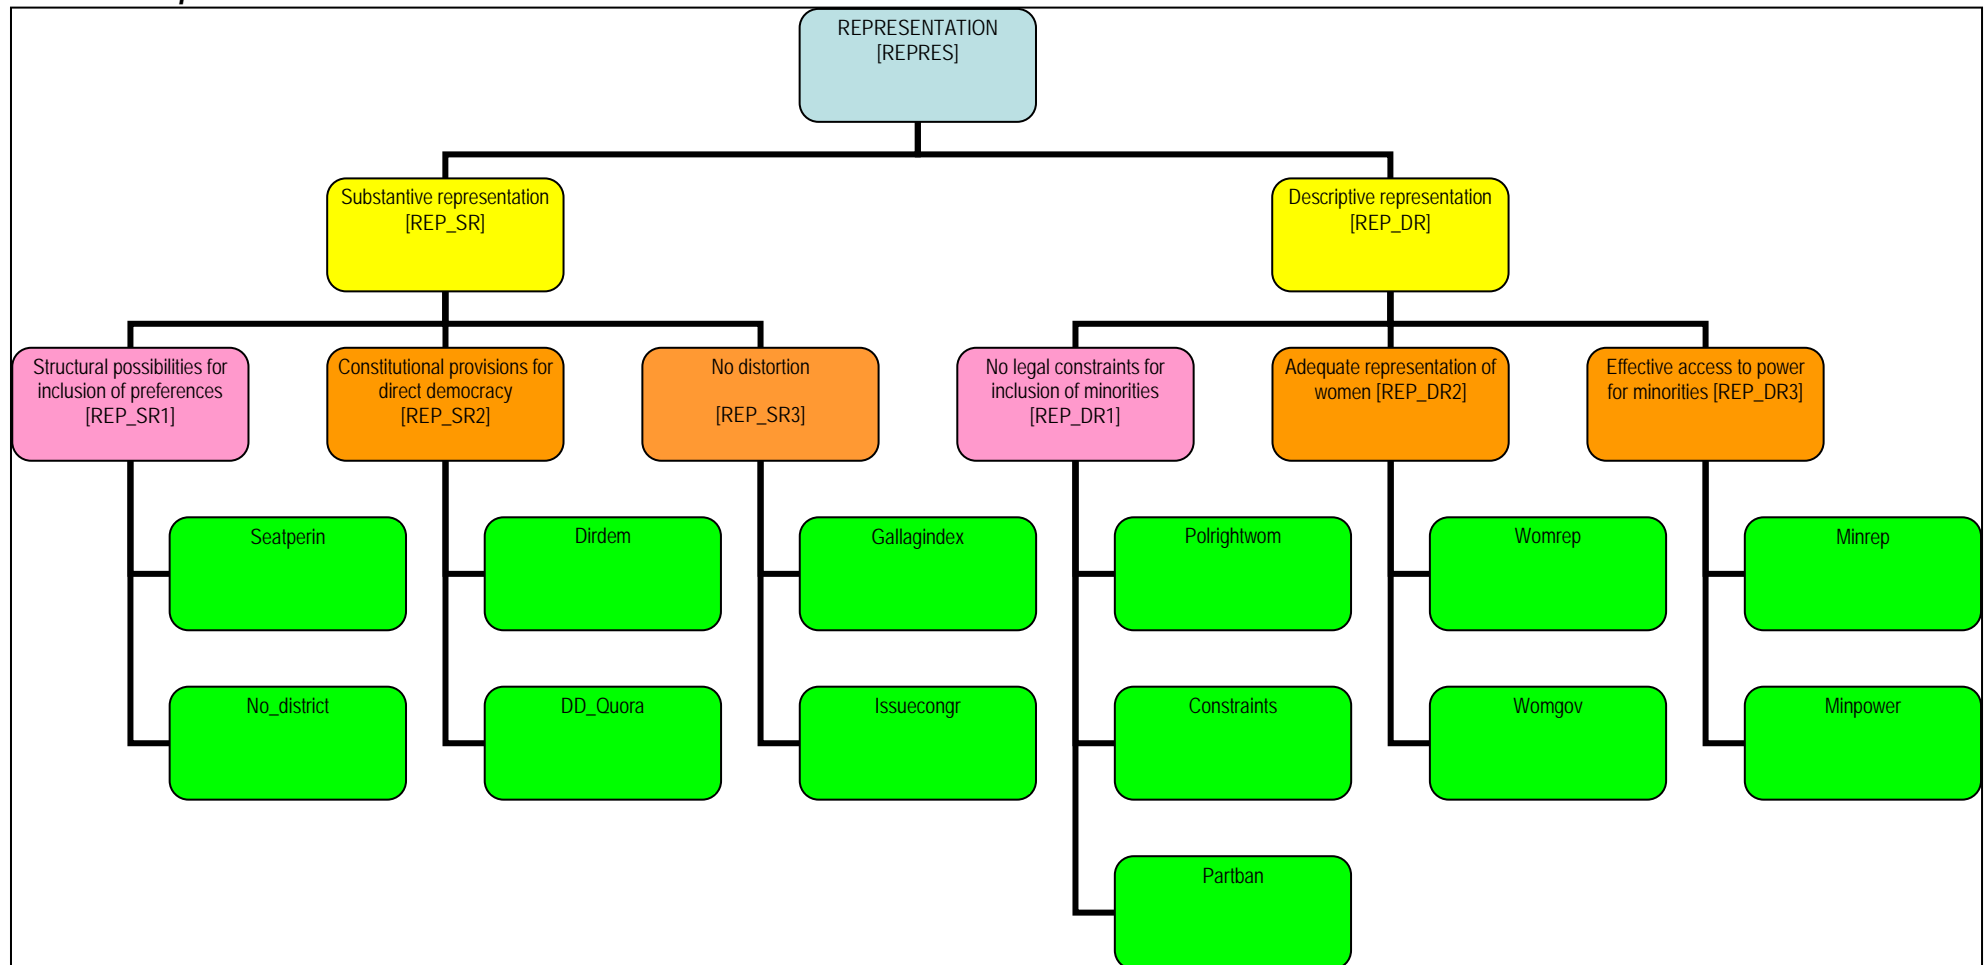 REPRESENTATION
[REPRES]
Substantive representation
[REP_SR]
Descriptive representation
[REP_DR]
Structural possibilities for
inclusion of preferences
[REP_SR1]
Constitutional provisions for
direct democracy
[REP_SR2]
No distortion
[REP_SR3]
No legal constraints for
inclusion of minorities
[REP_DR1]
Adequate representation of
women [REP_DR2]
Effective access to power
for minorities [REP_DR3]
Seatperin
Dirdem
Gallagindex
Polrightwom
Womrep
Minrep
No_district
DD_Quora
Issuecongr
Constraints
Womgov
Minpower
Partban